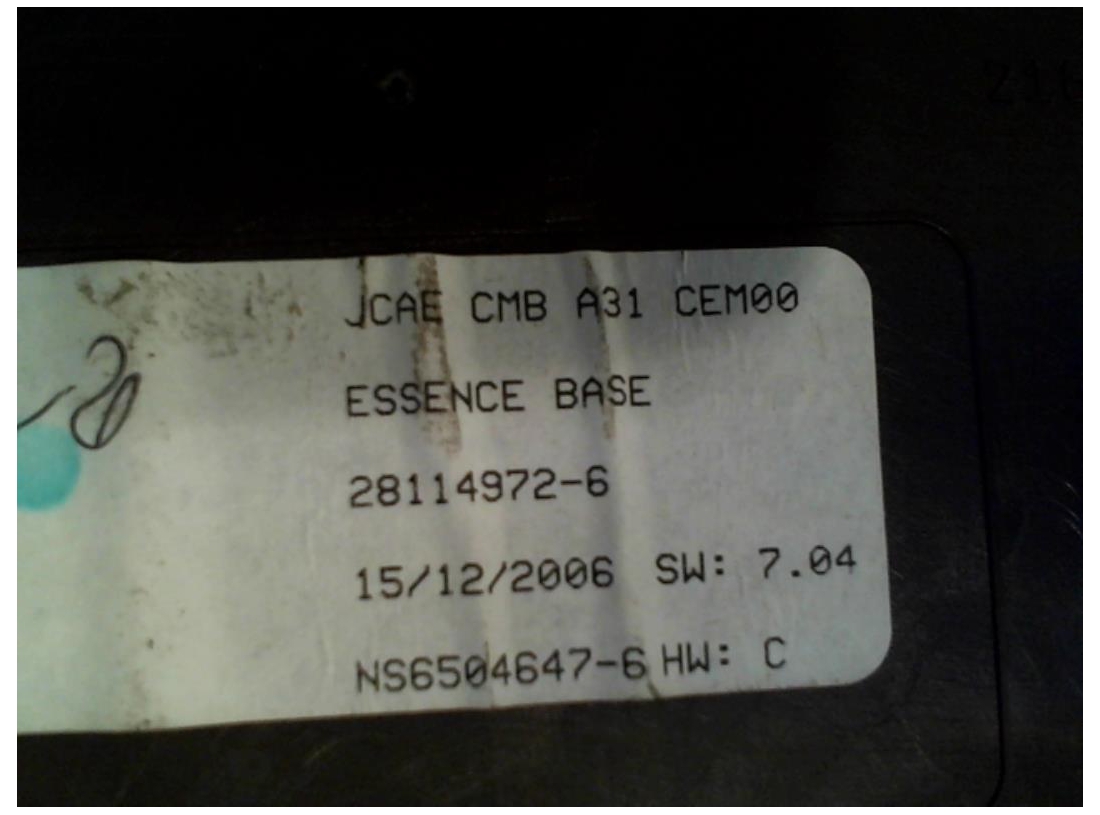 JCAE CMB A31 CEM00
ESSENCE BASE
28114972-6
15/12/2006 SW: 7.04
NS6504647-6 HW: C